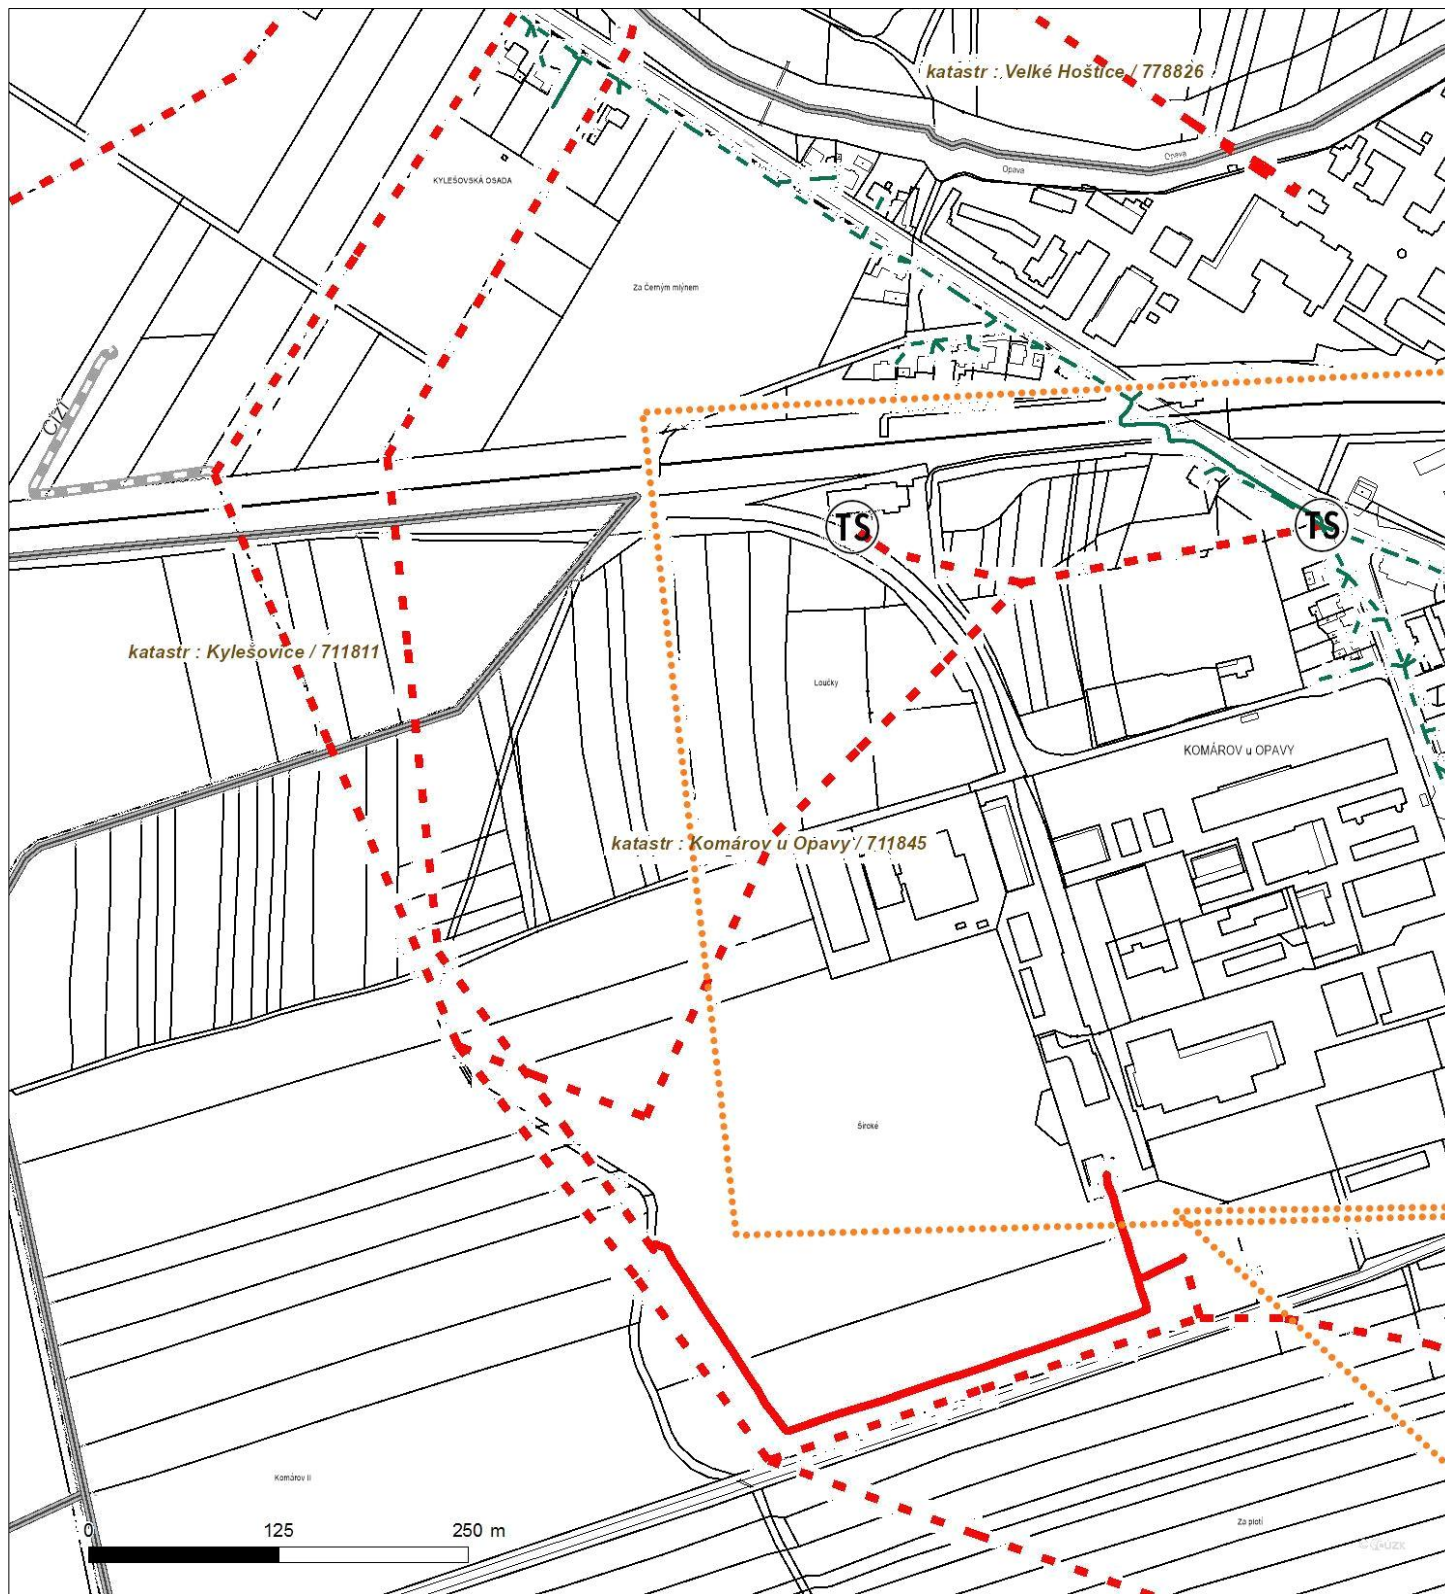 katastr : Velké Hoštice / 778826
Opava
Opava
KYLEŠOVSKÁ OSADA
Za Černým mlýnem
Cizí
TS
TS
katastr : Kylešovice / 711811
Loučky
KOMÁROV u OPAVY
katastr : Komárov u Opavy / 711845
Široké
Komárov II
0 125 250 m
Za plotí